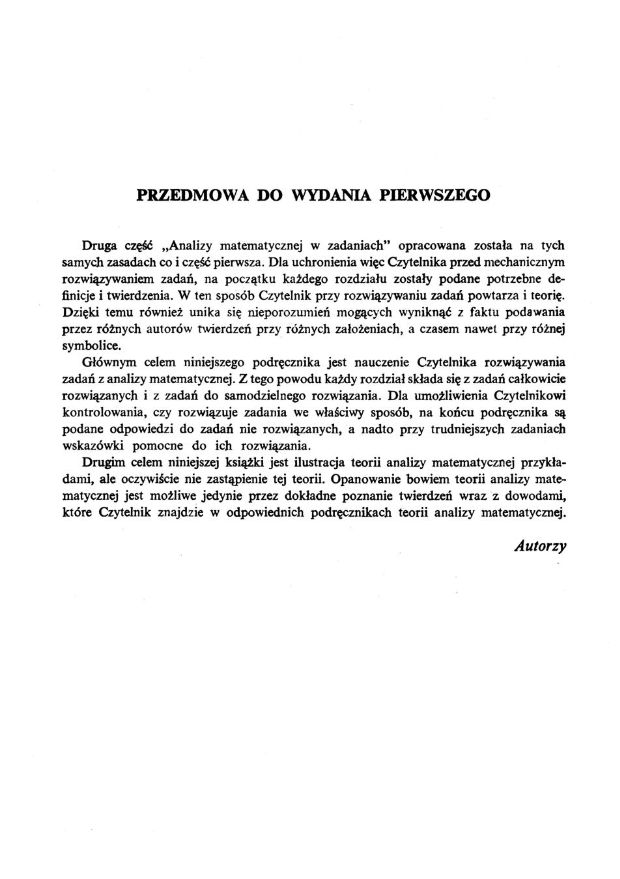 PRZEDMOWA DO WYDANIA PIERWSZEGO
Druga część „Analizy matematycznej w zadaniach” opracowana została na tych
samych zasadach co i część pierwsza. Dla uchronienia więc Czytelnika przed mechanicznym
rozwiązywaniem zadań, na początku każdego rozdziału zostały podane potrzebne de-
finicje i twierdzenia. W ten sposób Czytelnik przy rozwiązywaniu zadań powtarza i teorię.
Dzięki temu również unika się nieporozumień mogących wyniknąć z faktu podawania
przez różnych autorów twierdzeń przy różnych założeniach, a czasem nawet przy różnej
symbolice.
Głównym celem niniejszego podręcznika jest nauczenie Czytelnika rozwiązywania
zadań z analizy matematycznej. Z tego powodu każdy rozdział składa się z zadań całkowicie
rozwiązanych i z zadań do samodzielnego rozwiązania. Dla umożliwienia Czytelnikowi
kontrolowania, czy rozwiązuje zadania we właściwy sposób, na końcu podręcznika są
podane odpowiedzi do zadań nie rozwiązanych, a nadto przy trudniejszych zadaniach
wskazówki pomocne do ich rozwiązania.
Drugim celem niniejszej książki jest ilustracja teorii analizy matematycznej przykła-
dami, ale oczywiście nie zastąpienie tej teorii. Opanowanie bowiem teorii analizy mate-
matycznej jest możliwe jedynie przez dokładne poznanie twierdzeń wraz z dowodami,
które Czytelnik znajdzie w odpowiednich podręcznikach teorii analizy matematycznej.
Autorzy